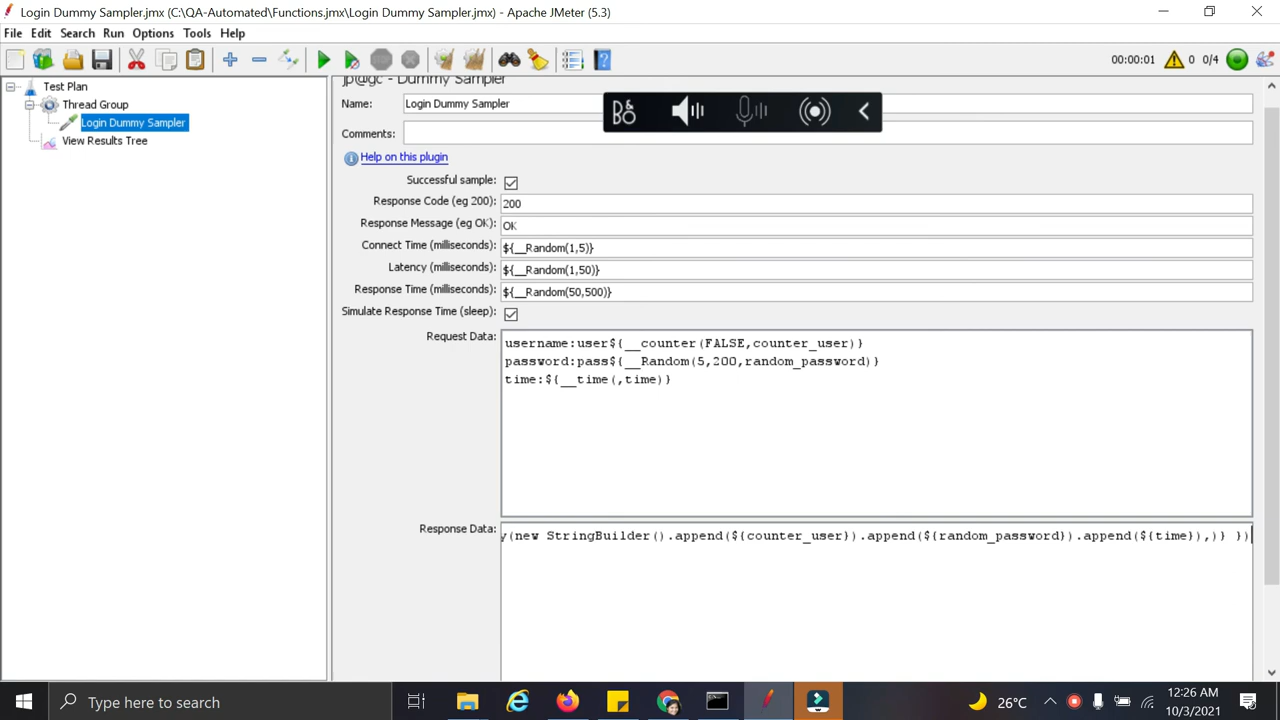 Login Dummy Sampler.jmx (C:\QA-Automated\Functions.jmx\Login Dummy Sampler.jmx) - Apache JMeter (5.3)
File Edit Search Run Options Tools Help
00:00:01 0 0/4
Test Plan
Thread Group
Login Dummy Sampler
View Results Tree
jp@gc - Dummy Sampler
Name: Login Dummy Sampler
Comments:
Help on this plugin
Successful sample:
Response Code (eg 200): 200
Response Message (eg OK): OK
Connect Time (milliseconds): ${__Random(1,5)}
Latency (milliseconds): ${__Random(1,50)}
Response Time (milliseconds): ${__Random(50,500)}
Simulate Response Time (sleep):
Request Data: username:user${__counter(FALSE,counter_user)}
password:pass${__Random(5,200,random_password)}
time:${__time(,time)}
Response Data: y(new StringBuilder().append(${counter_user}).append(${random_password}).append(${time}),)} })
Type here to search
26°C
12:26 AM
10/3/2021